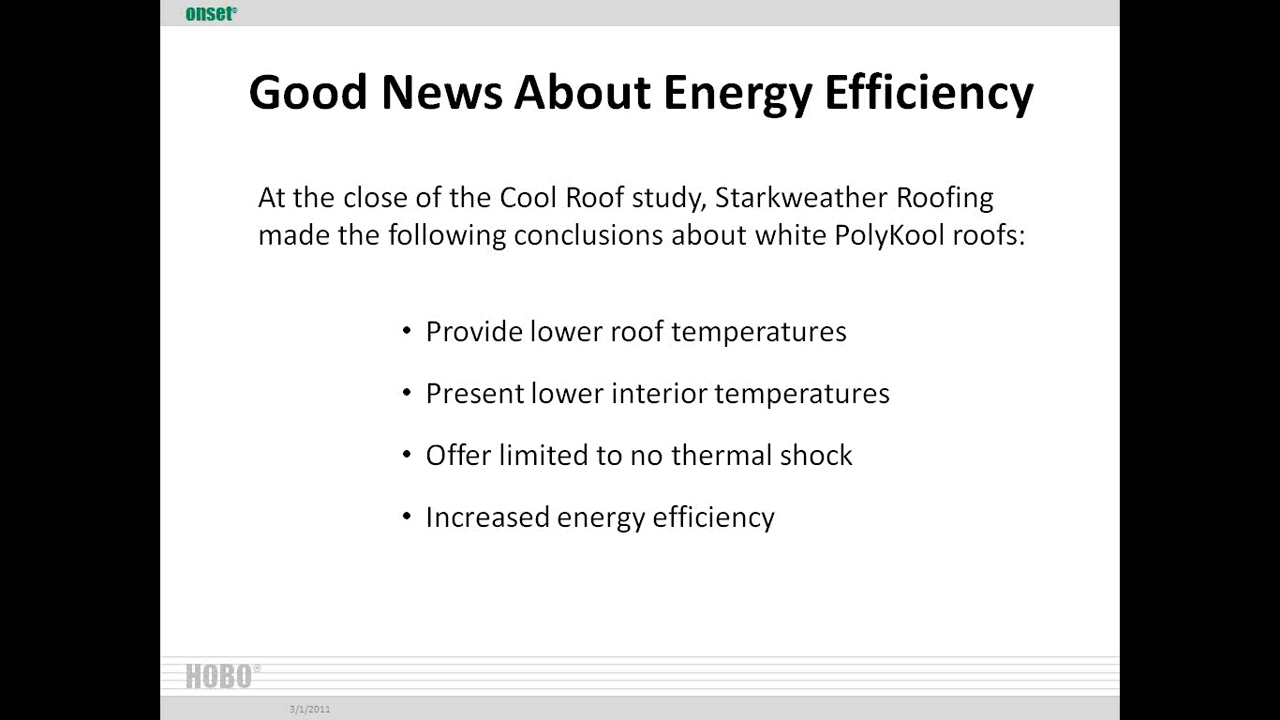 onset®
Good News About Energy Efficiency
At the close of the Cool Roof study, Starkweather Roofing
made the following conclusions about white PolyKool roofs:
• Provide lower roof temperatures
• Present lower interior temperatures
• Offer limited to no thermal shock
• Increased energy efficiency
HOBO®
3/1/2011